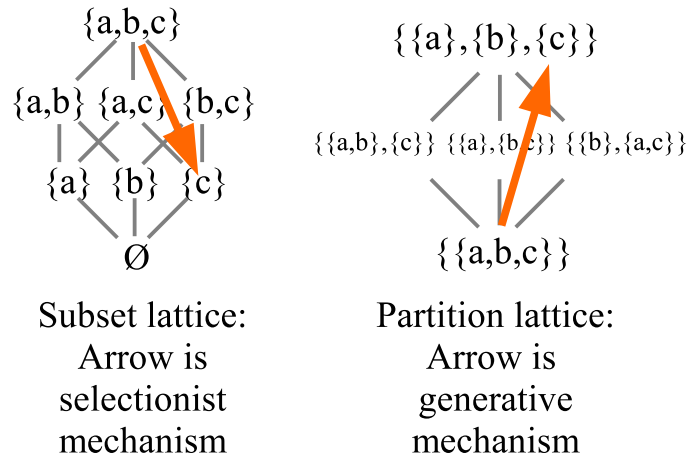 {a,b,c}
{a,b} {a,c} {b,c}
{a} {b} {c}
Ø
Subset lattice:
Arrow is
selectionist
mechanism
{{a},{b},{c}}
{{a,b},{c}} {{a},{b,c}} {{b},{a,c}}
{{a,b,c}}
Partition lattice:
Arrow is
generative
mechanism